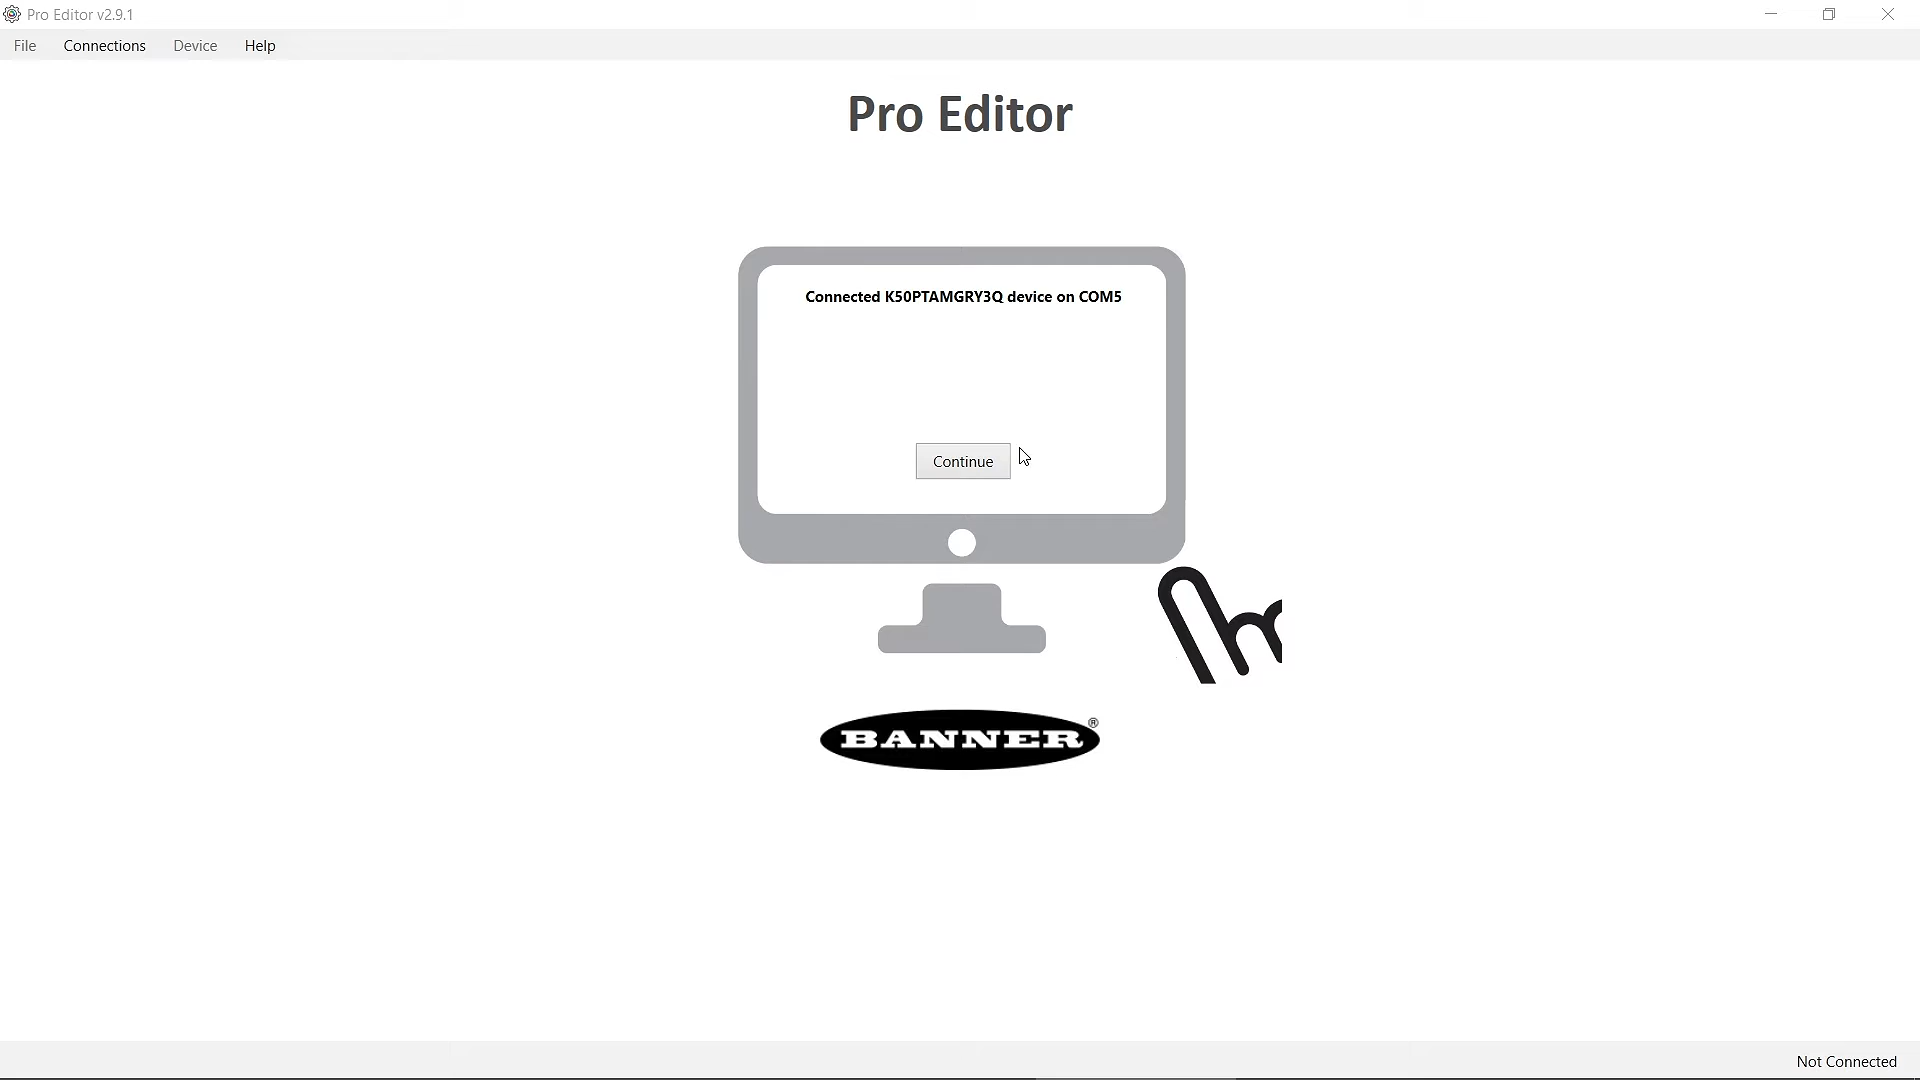 Pro Editor v2.9.1
File Connections Device Help
Pro Editor
Connected K50PTAMGRY3Q device on COM5
Continue
BANNER®
Not Connected